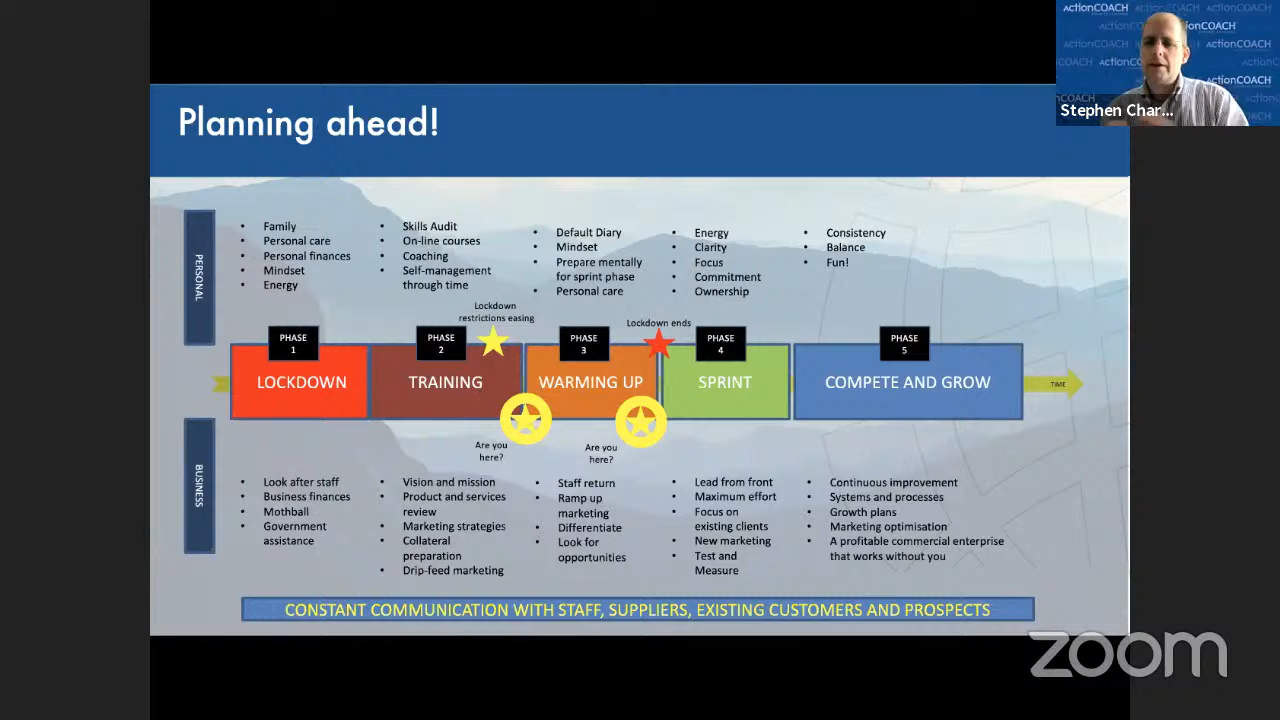 actionCOACH
actionCOACH
actionCOACH
actionCOACH
actionCOACH
Stephen Char...
Planning ahead!
PERSONAL
• Family
• Personal care
• Personal finances
• Mindset
• Energy
• Skills Audit
• On-line courses
• Coaching
• Self-management
through time
• Default Diary
• Mindset
• Prepare mentally
for sprint phase
• Personal care
• Energy
• Clarity
• Focus
• Commitment
• Ownership
• Consistency
• Balance
• Fun!
Lockdown
restrictions easing
Lockdown ends
PHASE
1
LOCKDOWN
PHASE
2
TRAINING
PHASE
3
WARMING UP
PHASE
4
SPRINT
PHASE
5
COMPETE AND GROW
TIME
Are you
here?
Are you
here?
BUSINESS
• Look after staff
• Business finances
• Mothball
• Government
assistance
• Vision and mission
• Product and services
review
• Marketing strategies
• Collateral
preparation
• Drip-feed marketing
• Staff return
• Ramp up
marketing
• Differentiate
• Look for
opportunities
• Lead from front
• Maximum effort
• Focus on
existing clients
• New marketing
• Test and
Measure
• Continuous improvement
• Systems and processes
• Growth plans
• Marketing optimisation
• A profitable commercial enterprise
that works without you
CONSTANT COMMUNICATION WITH STAFF, SUPPLIERS, EXISTING CUSTOMERS AND PROSPECTS
zoom